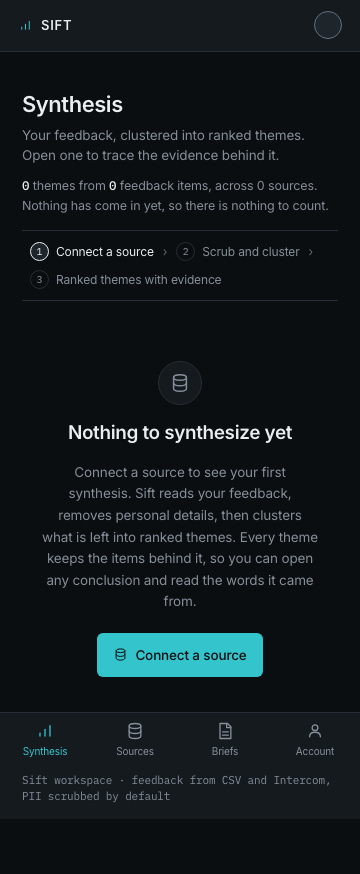 SIFT
Synthesis
Your feedback, clustered into ranked themes.
Open one to trace the evidence behind it.
0 themes from 0 feedback items, across 0 sources.
Nothing has come in yet, so there is nothing to count.
1 Connect a source › 2 Scrub and cluster ›
3 Ranked themes with evidence
Nothing to synthesize yet
Connect a source to see your first
synthesis. Sift reads your feedback,
removes personal details, then clusters
what is left into ranked themes. Every theme
keeps the items behind it, so you can open
any conclusion and read the words it came
from.
Connect a source
Synthesis Sources Briefs Account
Sift workspace · feedback from CSV and Intercom,
PII scrubbed by default